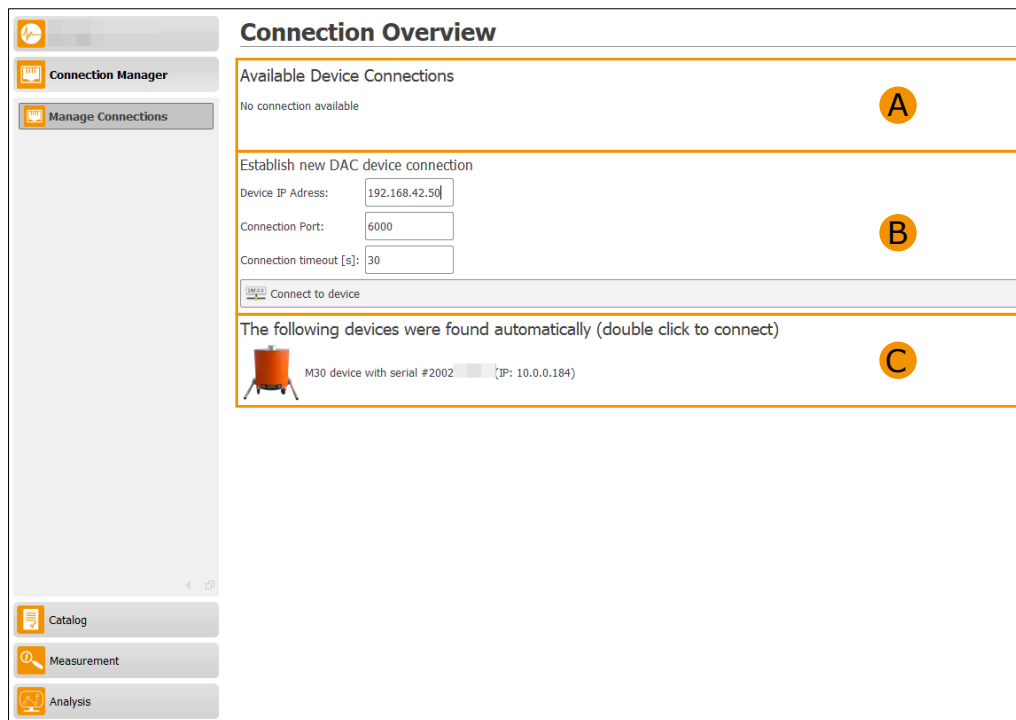 Connection Overview
Connection Manager
Manage Connections
Available Device Connections
No connection available
A
Establish new DAC device connection
Device IP Adress: 192.168.42.50
Connection Port: 6000
Connection timeout [s]: 30
Connect to device
B
The following devices were found automatically (double click to connect)
M30 device with serial #2002 (IP: 10.0.0.184)
C
Catalog
Measurement
Analysis